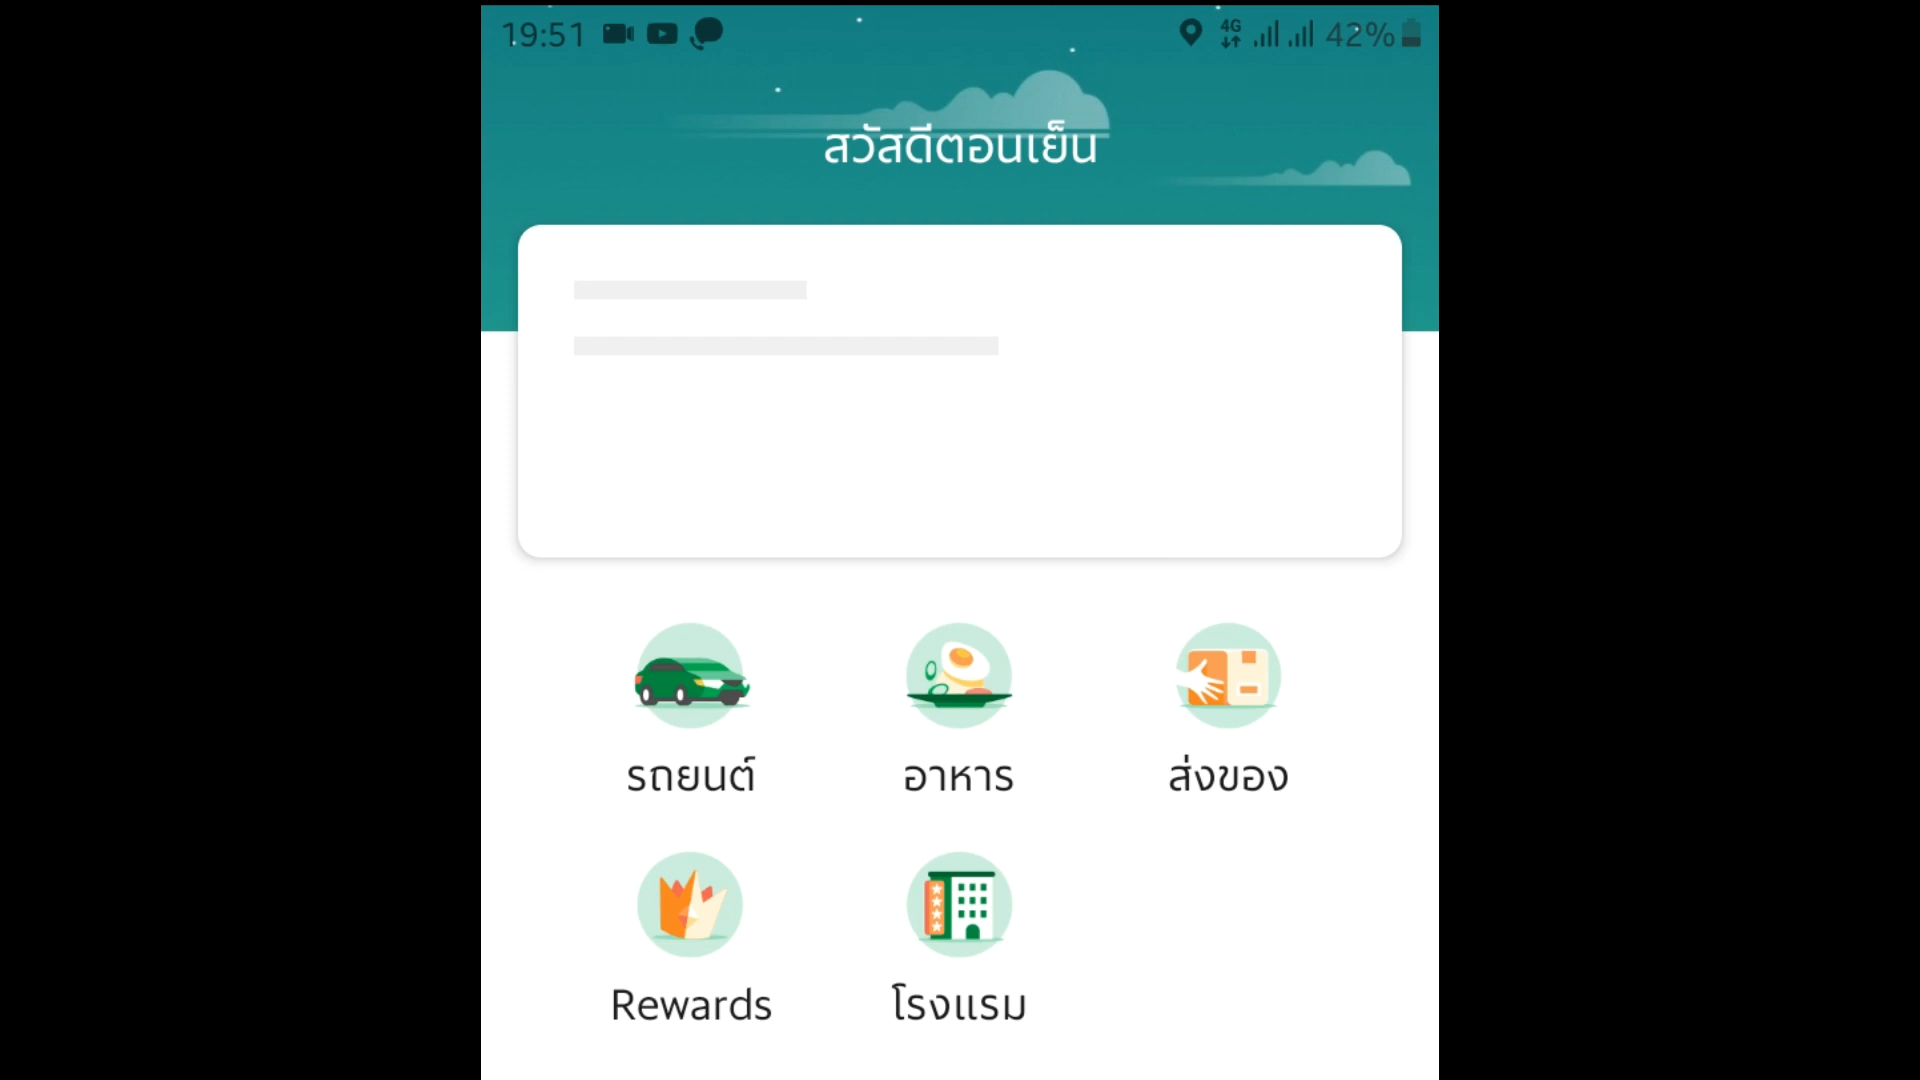 19:51 4G 42%
สวัสดีตอนเย็น
รถยนต์ อาหาร ส่งของ
Rewards โรงแรม